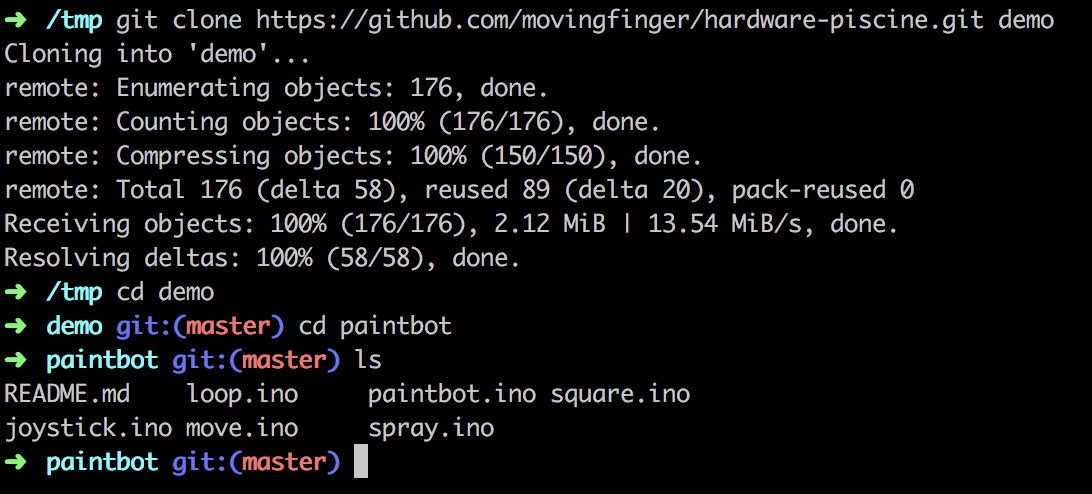 ➜ /tmp git clone https://github.com/movingfinger/hardware-piscine.git demo
Cloning into 'demo'...
remote: Enumerating objects: 176, done.
remote: Counting objects: 100% (176/176), done.
remote: Compressing objects: 100% (150/150), done.
remote: Total 176 (delta 58), reused 89 (delta 20), pack-reused 0
Receiving objects: 100% (176/176), 2.12 MiB | 13.54 MiB/s, done.
Resolving deltas: 100% (58/58), done.
➜ /tmp cd demo
➜ demo git:(master) cd paintbot
➜ paintbot git:(master) ls
README.md loop.ino paintbot.ino square.ino
joystick.ino move.ino spray.ino
➜ paintbot git:(master)